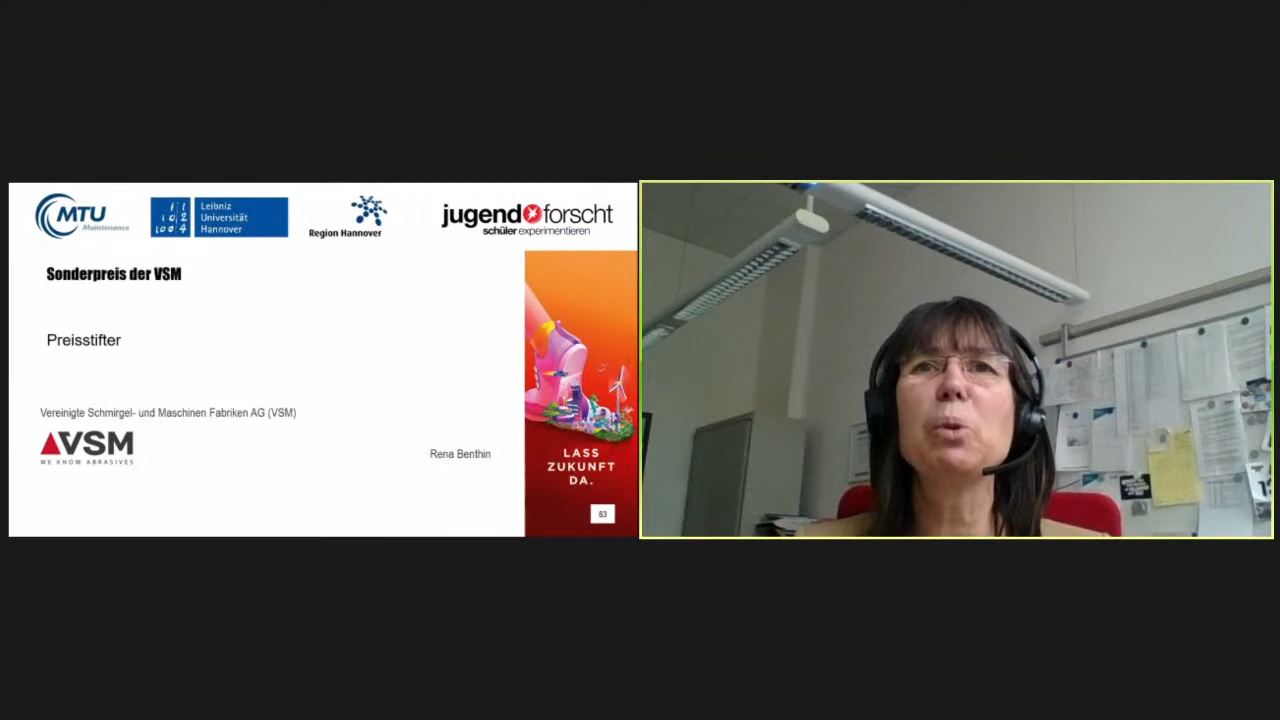 MTU
Maintenance
Leibniz
Universität
Hannover
Region Hannover
jugend forscht
schüler experimentieren
Sonderpreis der VSM
Preisstifter
Vereinigte Schmirgel- und Maschinen Fabriken AG (VSM)
VSM
WE KNOW ABRASIVES
Rena Benthin
LASS
ZUKUNFT
DA.
63